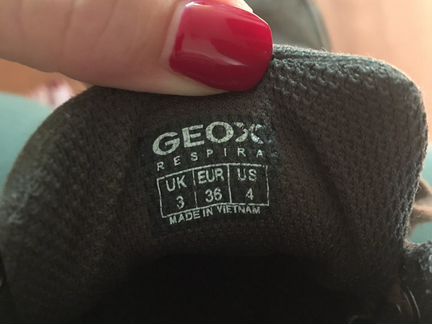 GEOX
RESPIRA
UK EUR US
3 36 4
MADE IN VIETNAM